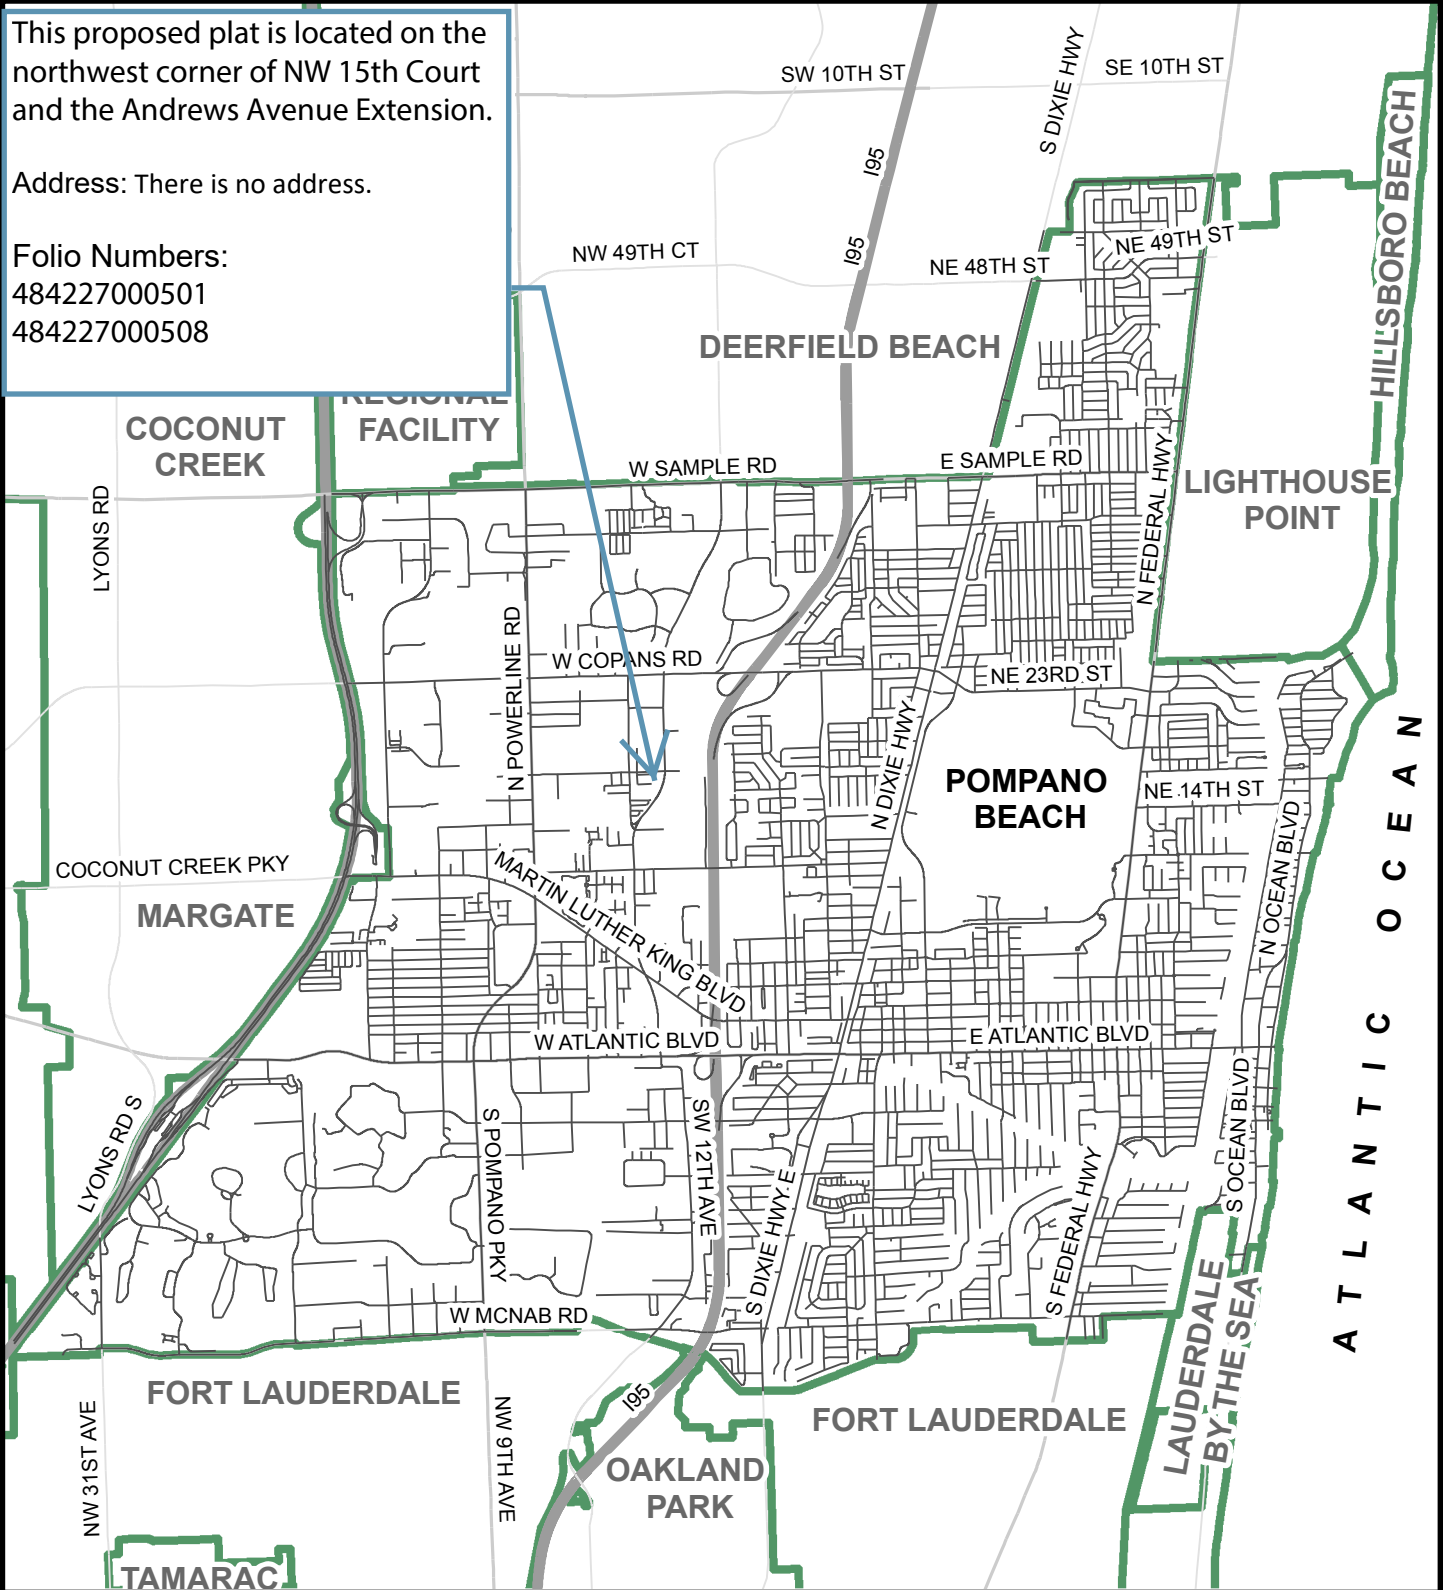 This proposed plat is located on the
northwest corner of NW 15th Court
and the Andrews Avenue Extension.
Address: There is no address.
Folio Numbers:
484227000501
484227000508
SW 10TH ST
SE 10TH ST
S DIXIE HWY
I95
HILLSBORO BEACH
NW 49TH CT
I95
NE 48TH ST
NE 49TH ST
DEERFIELD BEACH
REGIONAL
FACILITY
COCONUT
CREEK
W SAMPLE RD
E SAMPLE RD
N FEDERAL HWY
LIGHTHOUSE
POINT
LYONS RD
N POWERLINE RD
W COPANS RD
NE 23RD ST
N DIXIE HWY
POMPANO
BEACH
NE 14TH ST
N OCEAN BLVD
ATLANTIC OCEAN
COCONUT CREEK PKY
MARGATE
MARTIN LUTHER KING BLVD
W ATLANTIC BLVD
E ATLANTIC BLVD
LYONS RD S
S POMPANO PKY
SW 12TH AVE
S DIXIE HWY E
S FEDERAL HWY
S OCEAN BLVD
W MCNAB RD
LAUDERDALE
BY THE SEA
FORT LAUDERDALE
FORT LAUDERDALE
I95
NW 31ST AVE
NW 9TH AVE
OAKLAND
PARK
TAMARAC